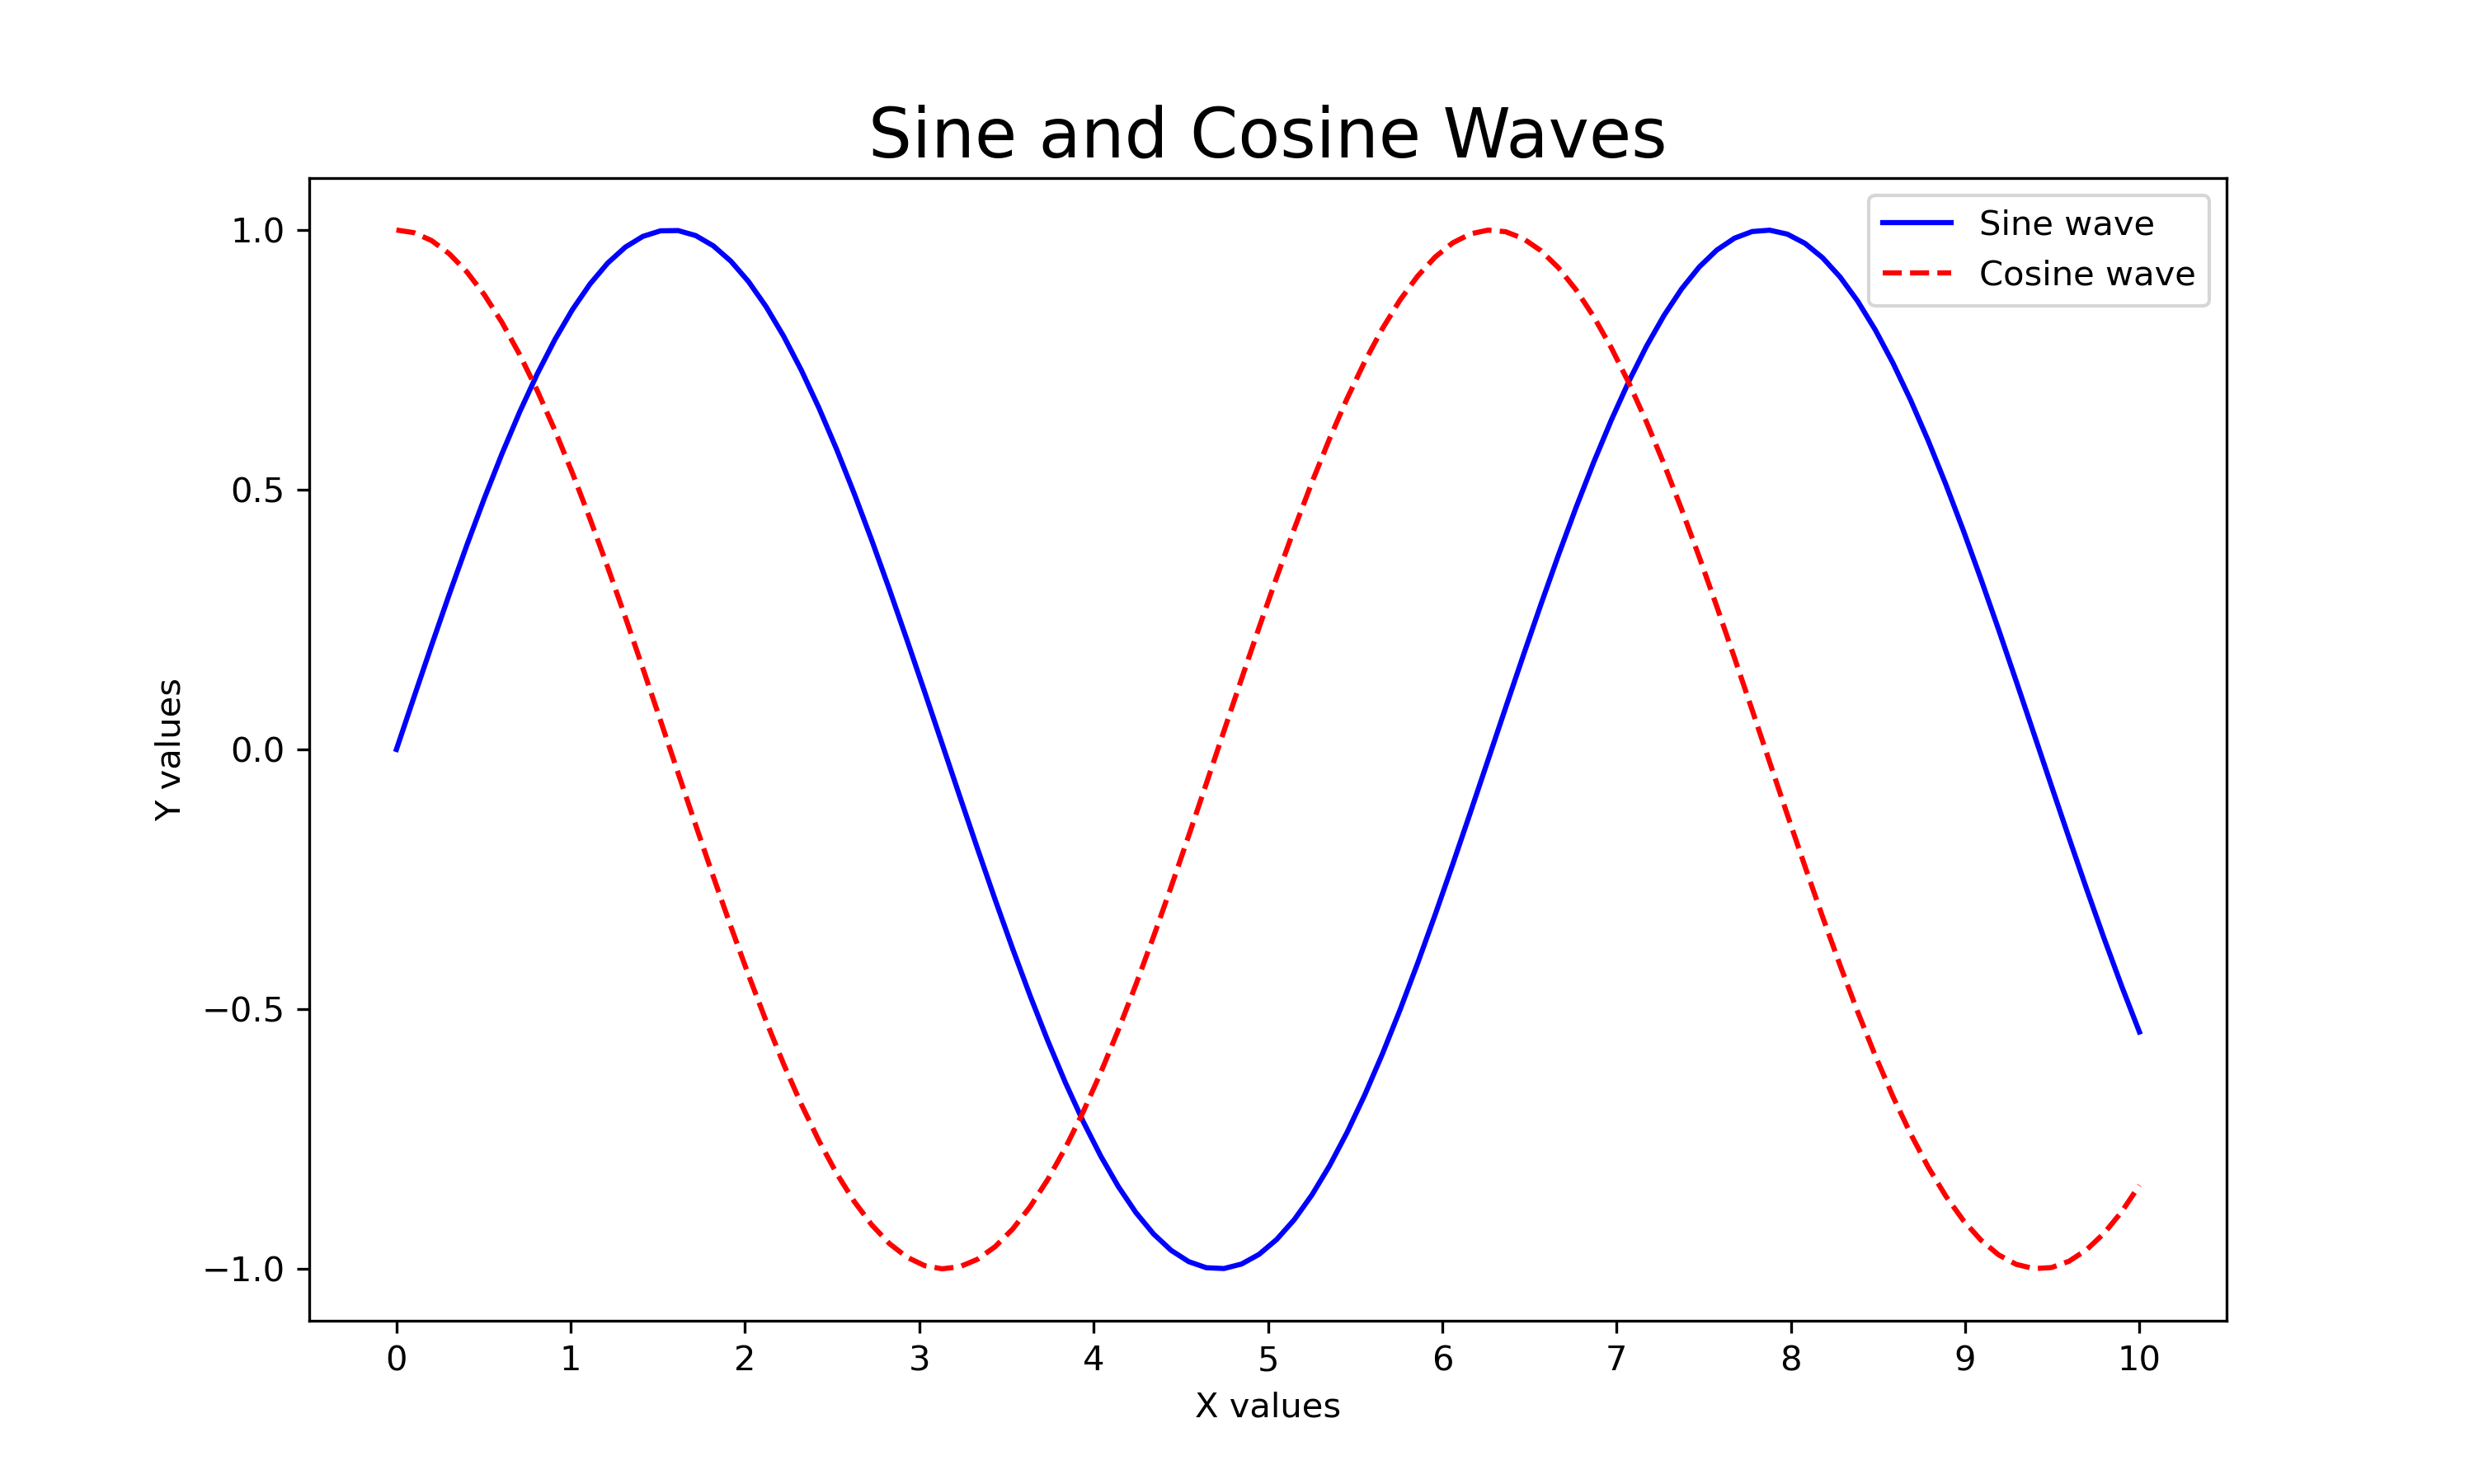 Sine and Cosine Waves
Sine wave
Cosine wave
1.0
0.5
0.0
−0.5
−1.0
Y values
0 1 2 3 4 5 6 7 8 9 10
X values